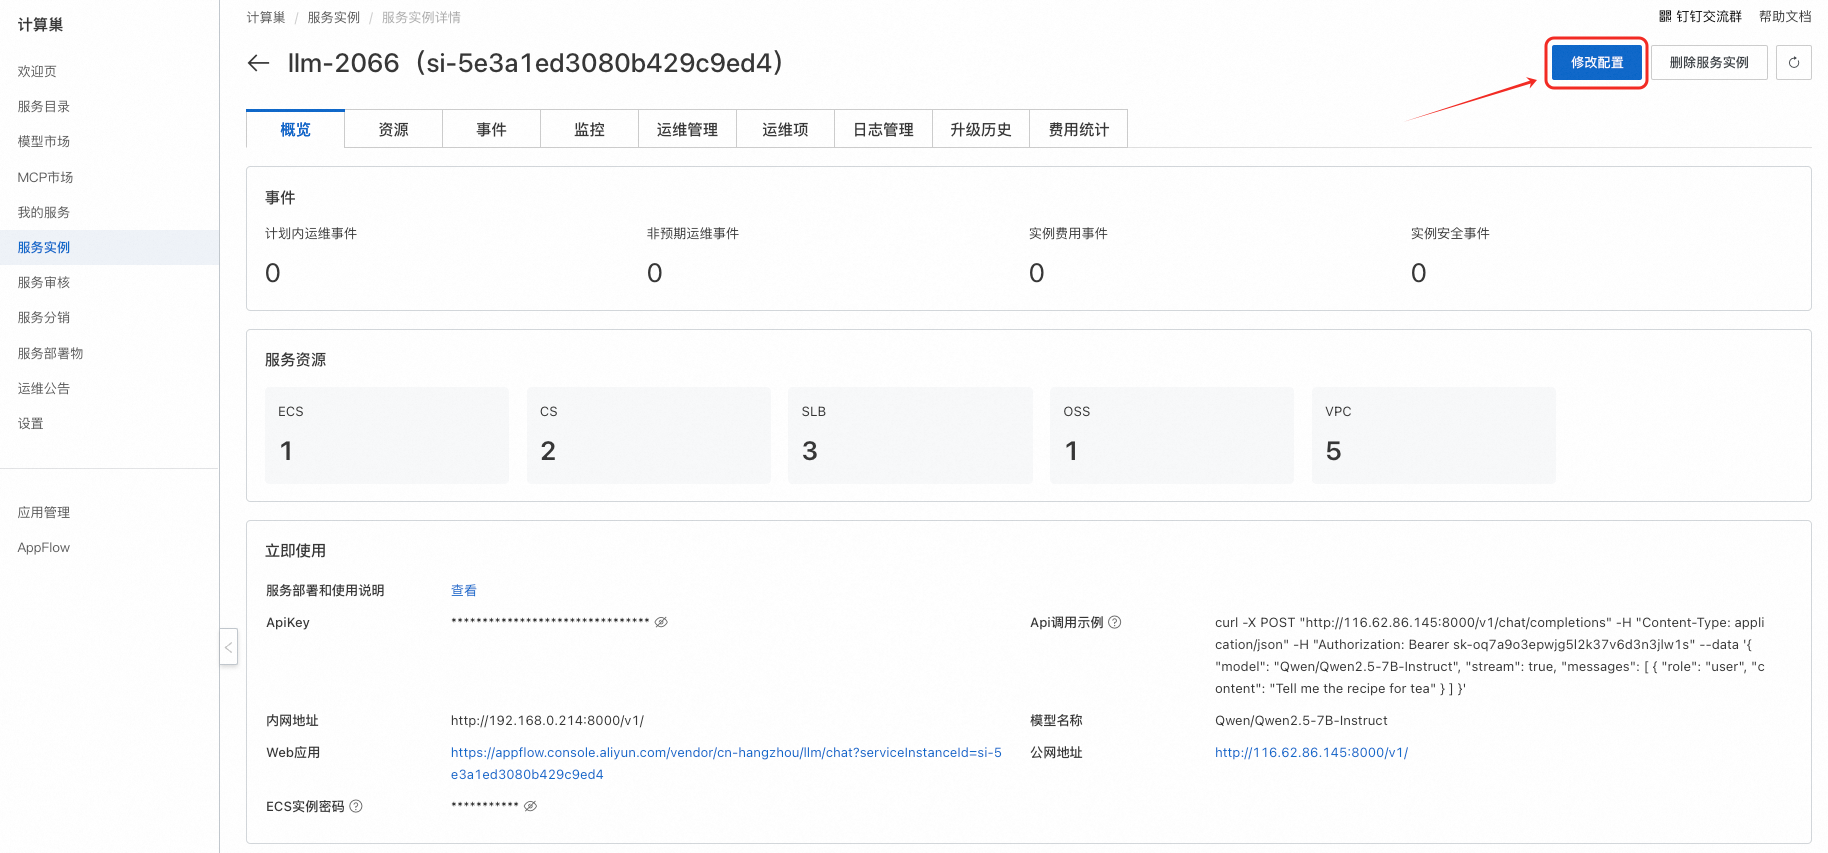 计算巢
欢迎页
服务目录
模型市场
MCP市场
我的服务
服务实例
服务审核
服务分销
服务部署物
运维公告
设置
应用管理
AppFlow
计算巢 / 服务实例 / 服务实例详情
钉钉交流群 帮助文档
llm-2066（si-5e3a1ed3080b429c9ed4）
修改配置 删除服务实例
概览 资源 事件 监控 运维管理 运维项 日志管理 升级历史 费用统计
事件
计划内运维事件 非预期运维事件 实例费用事件 实例安全事件
0 0 0 0
服务资源
ECS CS SLB OSS VPC
1 2 3 1 5
立即使用
服务部署和使用说明 查看
ApiKey ********************************
Api调用示例 curl -X POST "http://116.62.86.145:8000/v1/chat/completions" -H "Content-Type: appli
cation/json" -H "Authorization: Bearer sk-oq7a9o3epwjg5l2k37v6d3n3jlw1s" --data '{
"model": "Qwen/Qwen2.5-7B-Instruct", "stream": true, "messages": [ { "role": "user", "c
ontent": "Tell me the recipe for tea" } ] }'
内网地址 http://192.168.0.214:8000/v1/
模型名称 Qwen/Qwen2.5-7B-Instruct
Web应用 https://appflow.console.aliyun.com/vendor/cn-hangzhou/llm/chat?serviceInstanceId=si-5
e3a1ed3080b429c9ed4
公网地址 http://116.62.86.145:8000/v1/
ECS实例密码 ***********